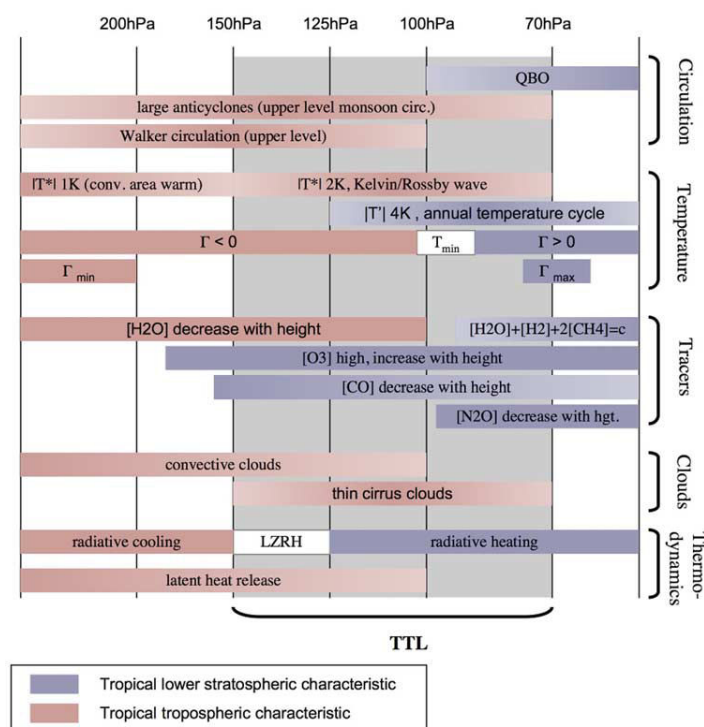 200hPa 150hPa 125hPa 100hPa 70hPa
QBO
large anticyclones (upper level monsoon circ.)
Walker circulation (upper level)
Circulation
|T*| 1K (conv. area warm) |T*| 2K, Kelvin/Rossby wave
|T'| 4K , annual temperature cycle
Γ < 0 Tmin Γ > 0
Γ min Γ max
Temperature
[H2O] decrease with height [H2O]+[H2]+2[CH4]=c
[O3] high, increase with height
[CO] decrease with height
[N2O] decrease with hgt.
Tracers
convective clouds
thin cirrus clouds
Clouds
radiative cooling LZRH radiative heating
latent heat release
Thermo-
dynamics
TTL
Tropical lower stratospheric characteristic
Tropical tropospheric characteristic